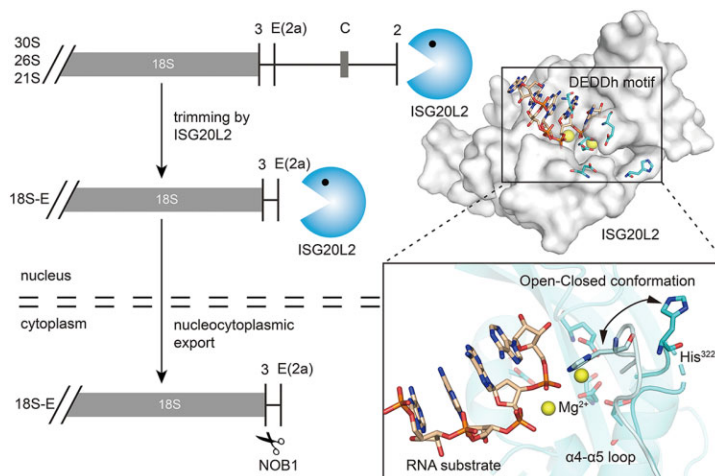 30S
26S
21S
18S
3 E(2a) C 2
ISG20L2
trimming by
ISG20L2
18S-E
18S
3 E(2a)
ISG20L2
nucleus
cytoplasm
nucleocytoplasmic
export
18S-E
18S
3 E(2a)
NOB1
DEDDh motif
ISG20L2
Open-Closed conformation
His322
Mg2+
α4-α5 loop
RNA substrate